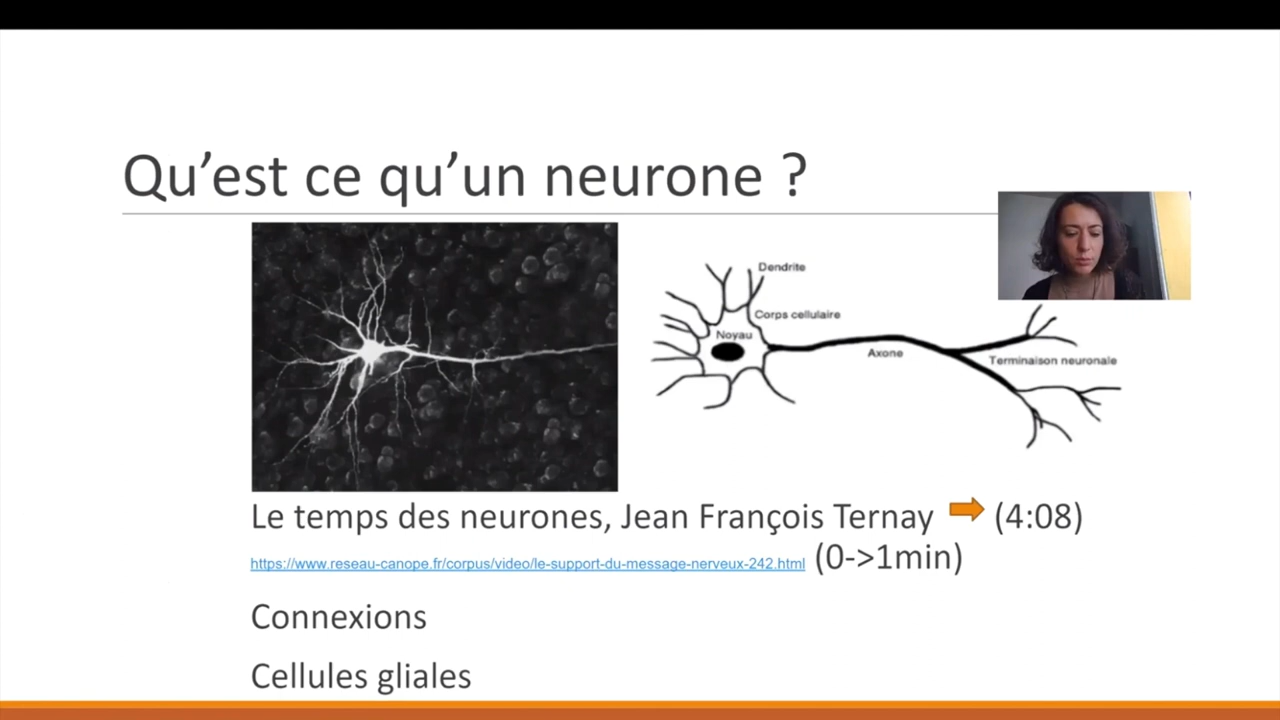 Qu’est ce qu’un neurone ?
Dendrite
Corps cellulaire
Noyau
Axone
Terminaison neuronale
Le temps des neurones, Jean François Ternay (4:08)
https://www.reseau-canope.fr/corpus/video/le-support-du-message-nerveux-242.html (0->1min)
Connexions
Cellules gliales